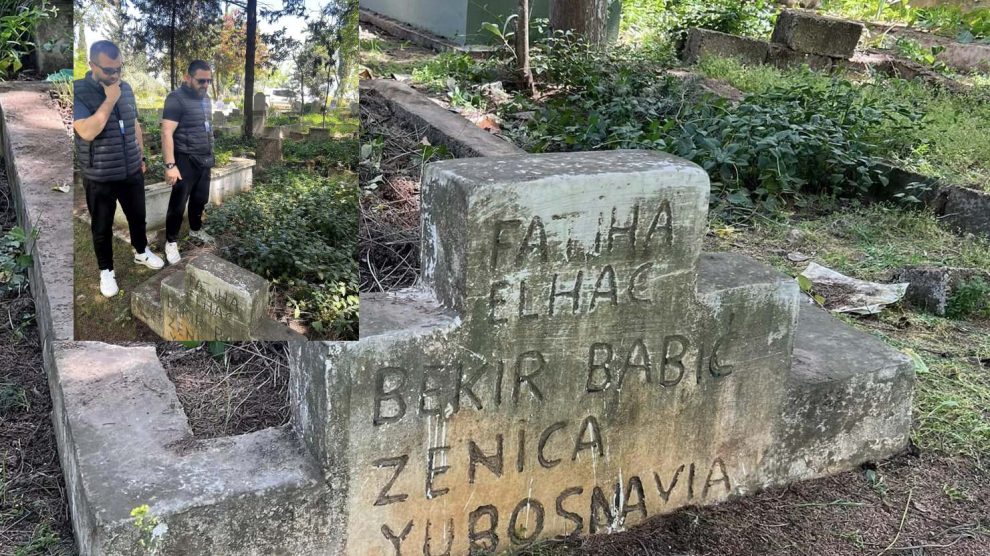 FATIHA
ELHAC
BEKIR BABIĆ
ZENICA
YUBOSNAVIA